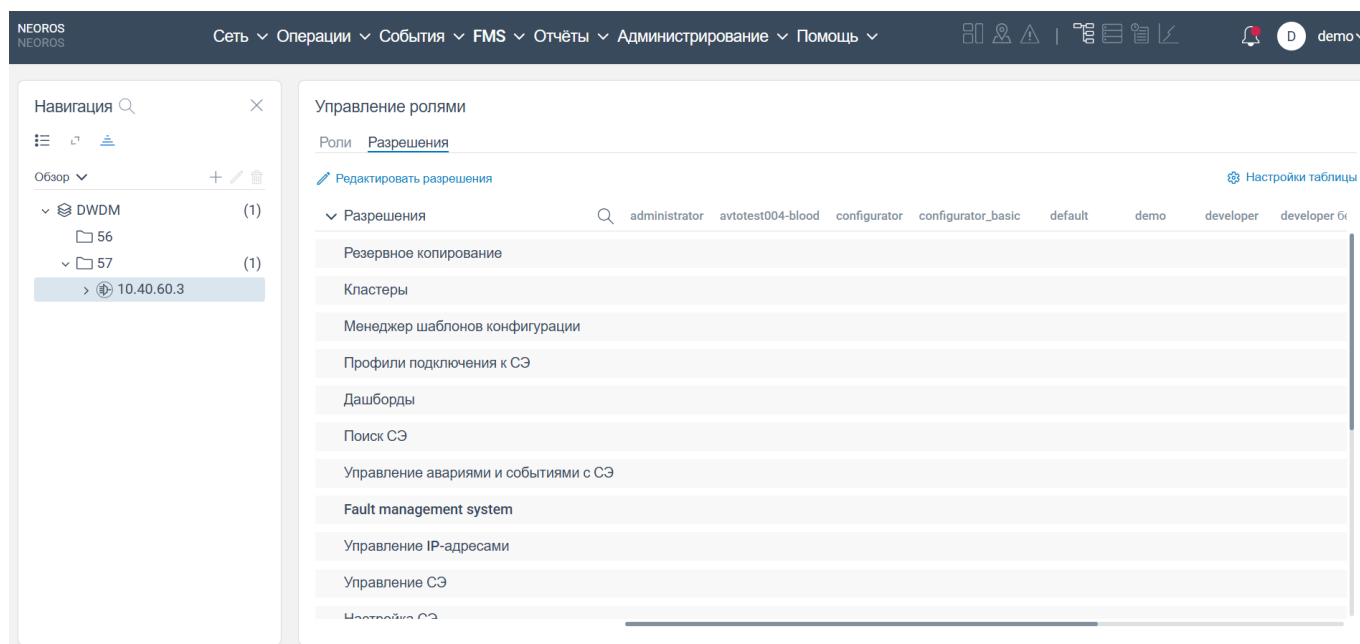 NEOROS
NEOROS
Сеть Операции События FMS Отчёты Администрирование Помощь
D demo
Навигация
Обзор
DWDM (1)
56
57 (1)
10.40.60.3
Управление ролями
Роли Разрешения
Редактировать разрешения
Настройки таблицы
Разрешения administrator avtotest004-blood configurator configurator_basic default demo developer developer
Резервное копирование
Кластеры
Менеджер шаблонов конфигурации
Профили подключения к СЭ
Дашборды
Поиск СЭ
Управление авариями и событиями с СЭ
Fault management system
Управление IP-адресами
Управление СЭ
Настройка СЭ